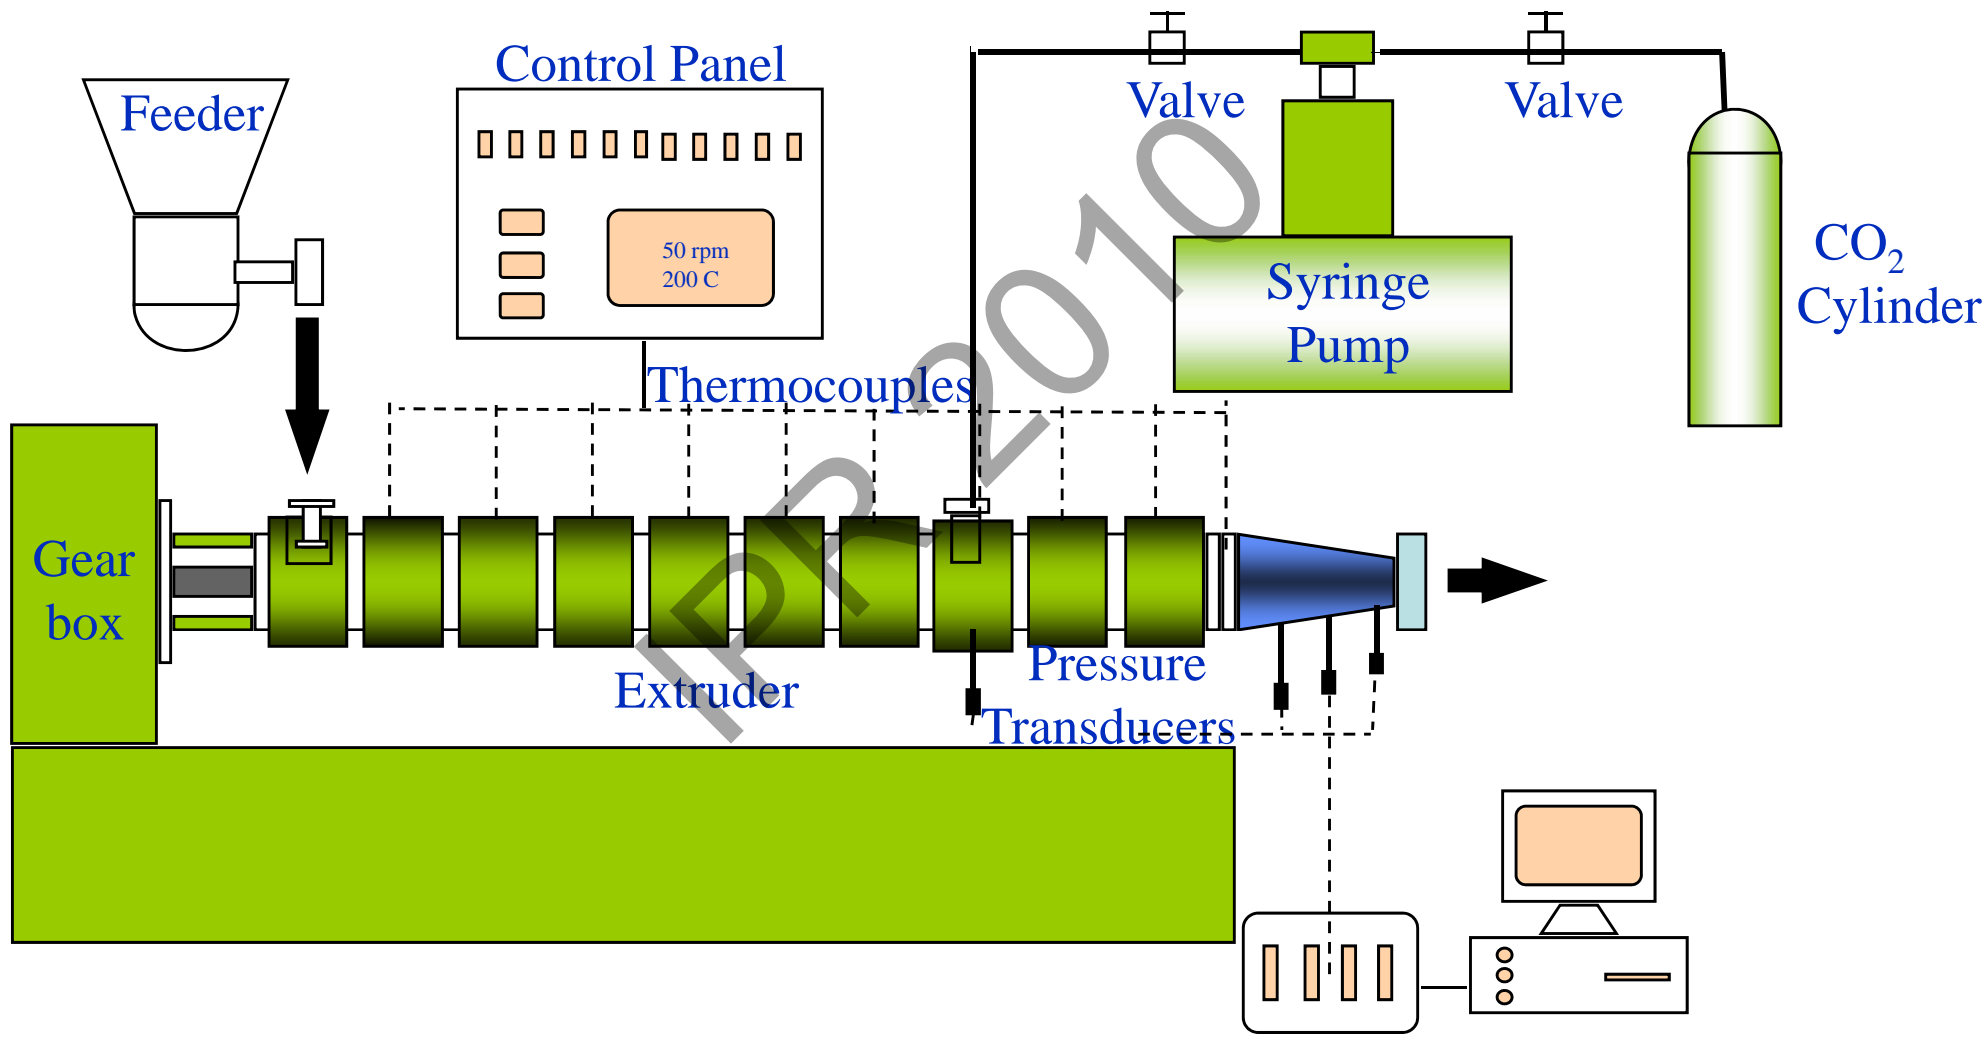 Control Panel
Feeder
Valve
Valve
50 rpm
200 C
Syringe
Pump
CO₂
Cylinder
Thermocouples
IPR 2010
Gear
box
Extruder
Pressure
Transducers